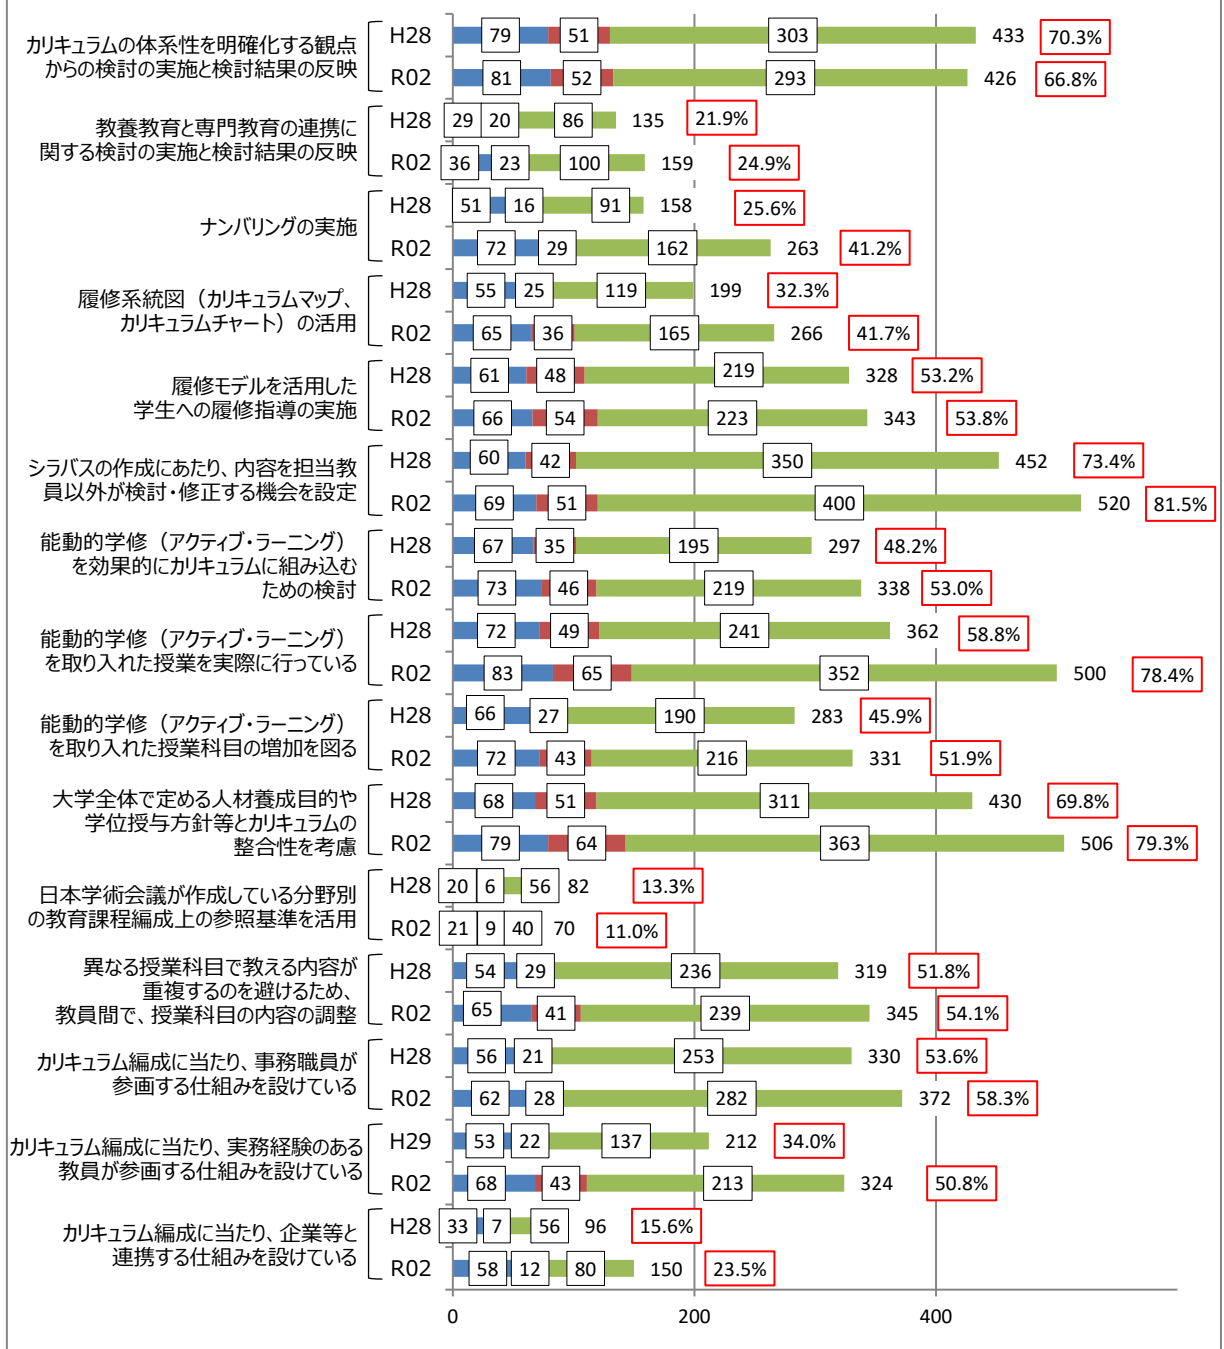 カリキュラムの体系性を明確化する観点
からの検討の実施と検討結果の反映
H28 79 51 303 433 70.3%
R02 81 52 293 426 66.8%
教養教育と専門教育の連携に
関する検討の実施と検討結果の反映
H28 29 20 86 135 21.9%
R02 36 23 100 159 24.9%
ナンバリングの実施
H28 51 16 91 158 25.6%
R02 72 29 162 263 41.2%
履修系統図（カリキュラムマップ、
カリキュラムチャート）の活用
H28 55 25 119 199 32.3%
R02 65 36 165 266 41.7%
履修モデルを活用した
学生への履修指導の実施
H28 61 48 219 328 53.2%
R02 66 54 223 343 53.8%
シラバスの作成にあたり、内容を担当教
員以外が検討・修正する機会を設定
H28 60 42 350 452 73.4%
R02 69 51 400 520 81.5%
能動的学修（アクティブ・ラーニング）
を効果的にカリキュラムに組み込む
ための検討
H28 67 35 195 297 48.2%
R02 73 46 219 338 53.0%
能動的学修（アクティブ・ラーニング）
を取り入れた授業を実際に行っている
H28 72 49 241 362 58.8%
R02 83 65 352 500 78.4%
能動的学修（アクティブ・ラーニング）
を取り入れた授業科目の増加を図る
H28 66 27 190 283 45.9%
R02 72 43 216 331 51.9%
大学全体で定める人材養成目的や
学位授与方針等とカリキュラムの
整合性を考慮
H28 68 51 311 430 69.8%
R02 79 64 363 506 79.3%
日本学術会議が作成している分野別
の教育課程編成上の参照基準を活用
H28 20 6 56 82 13.3%
R02 21 9 40 70 11.0%
異なる授業科目で教える内容が
重複するのを避けるため、
教員間で、授業科目の内容の調整
H28 54 29 236 319 51.8%
R02 65 41 239 345 54.1%
カリキュラム編成に当たり、事務職員が
参画する仕組みを設けている
H28 56 21 253 330 53.6%
R02 62 28 282 372 58.3%
カリキュラム編成に当たり、実務経験のある
教員が参画する仕組みを設けている
H29 53 22 137 212 34.0%
R02 68 43 213 324 50.8%
カリキュラム編成に当たり、企業等と
連携する仕組みを設けている
H28 33 7 56 96 15.6%
R02 58 12 80 150 23.5%
0 200 400